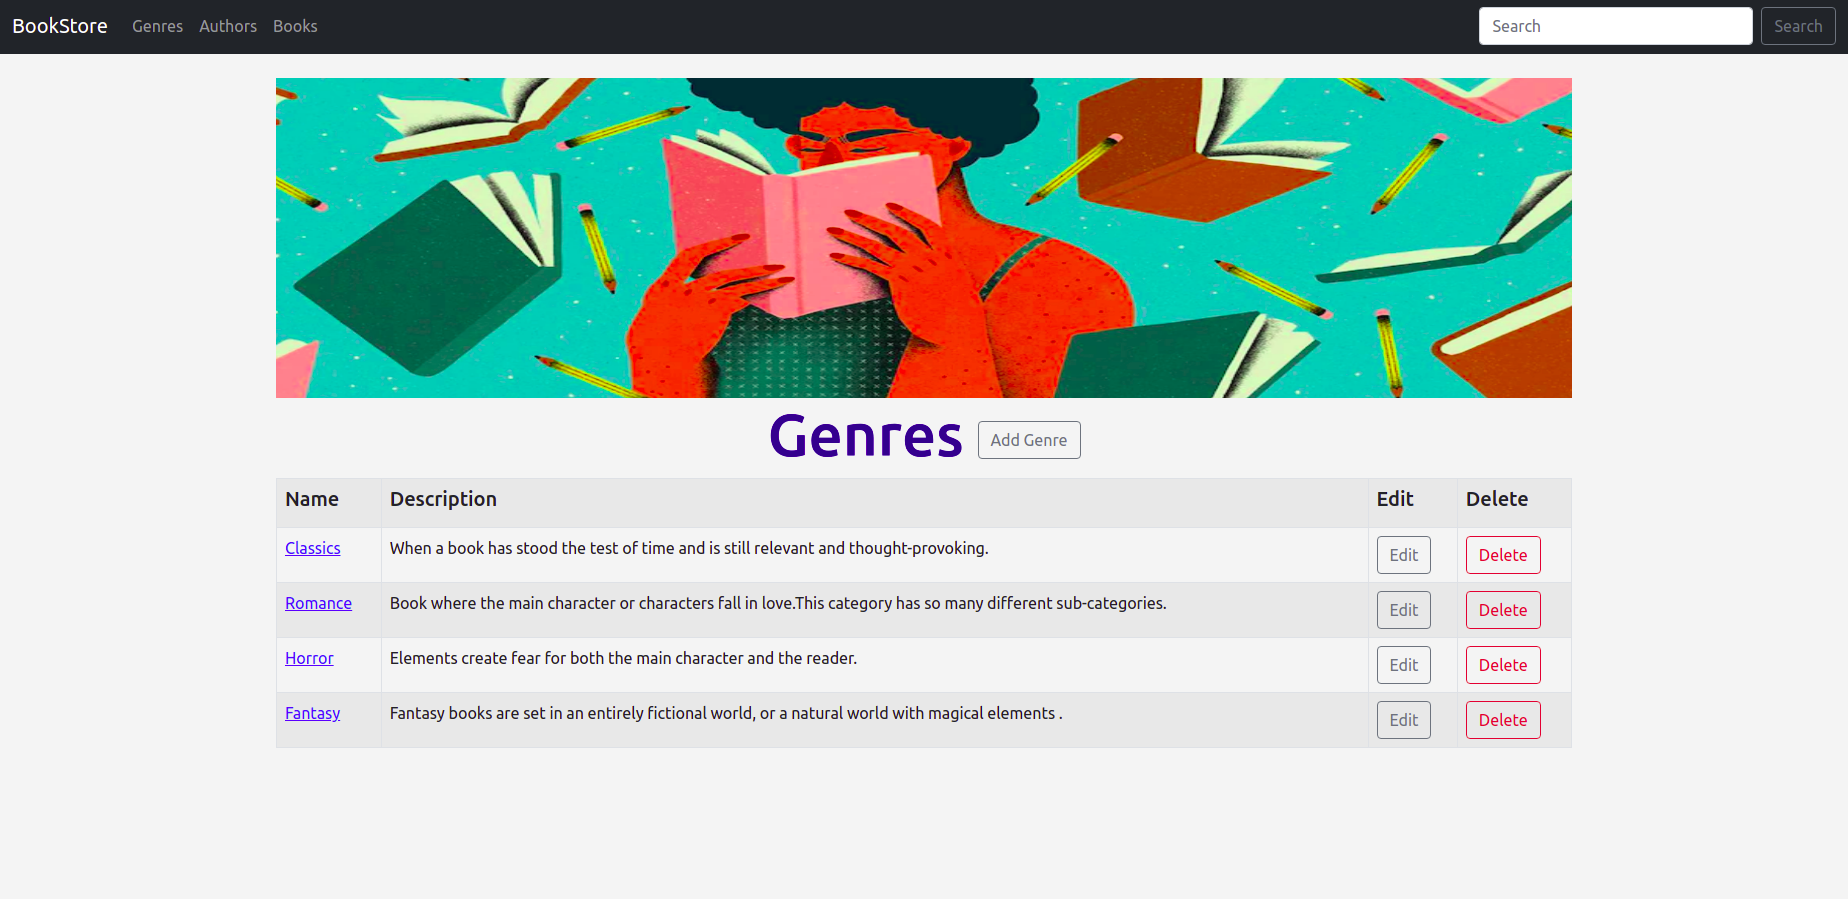 BookStore Genres Authors Books Search Search
Genres Add Genre
Name Description Edit Delete
Classics When a book has stood the test of time and is still relevant and thought-provoking. Edit Delete
Romance Book where the main character or characters fall in love.This category has so many different sub-categories. Edit Delete
Horror Elements create fear for both the main character and the reader. Edit Delete
Fantasy Fantasy books are set in an entirely fictional world, or a natural world with magical elements . Edit Delete